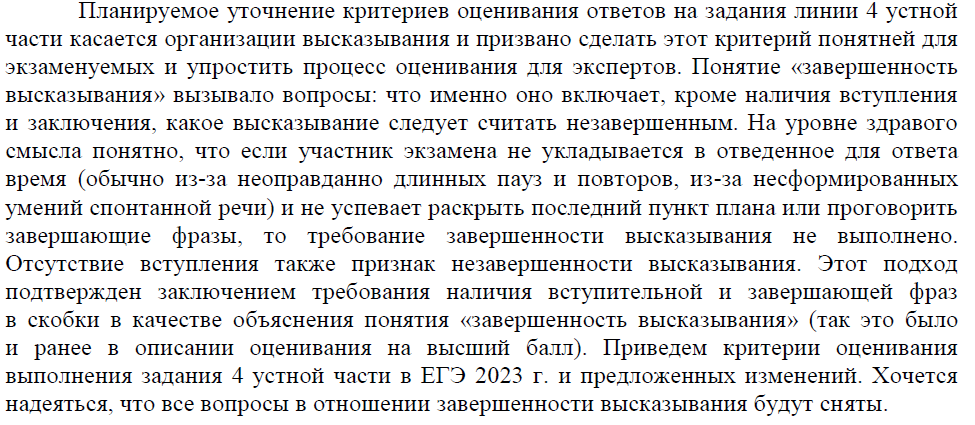 Планируемое уточнение критериев оценивания ответов на задания линии 4 устной
части касается организации высказывания и призвано сделать этот критерий понятней для
экзаменуемых и упростить процесс оценивания для экспертов. Понятие «завершенность
высказывания» вызывало вопросы: что именно оно включает, кроме наличия вступления
и заключения, какое высказывание следует считать незавершенным. На уровне здравого
смысла понятно, что если участник экзамена не укладывается в отведенное для ответа
время (обычно из-за неоправданно длинных пауз и повторов, из-за несформированных
умений спонтанной речи) и не успевает раскрыть последний пункт плана или проговорить
завершающие фразы, то требование завершенности высказывания не выполнено.
Отсутствие вступления также признак незавершенности высказывания. Этот подход
подтвержден заключением требования наличия вступительной и завершающей фраз
в скобки в качестве объяснения понятия «завершенность высказывания» (так это было
и ранее в описании оценивания на высший балл). Приведем критерии оценивания
выполнения задания 4 устной части в ЕГЭ 2023 г. и предложенных изменений. Хочется
надеяться, что все вопросы в отношении завершенности высказывания будут сняты.